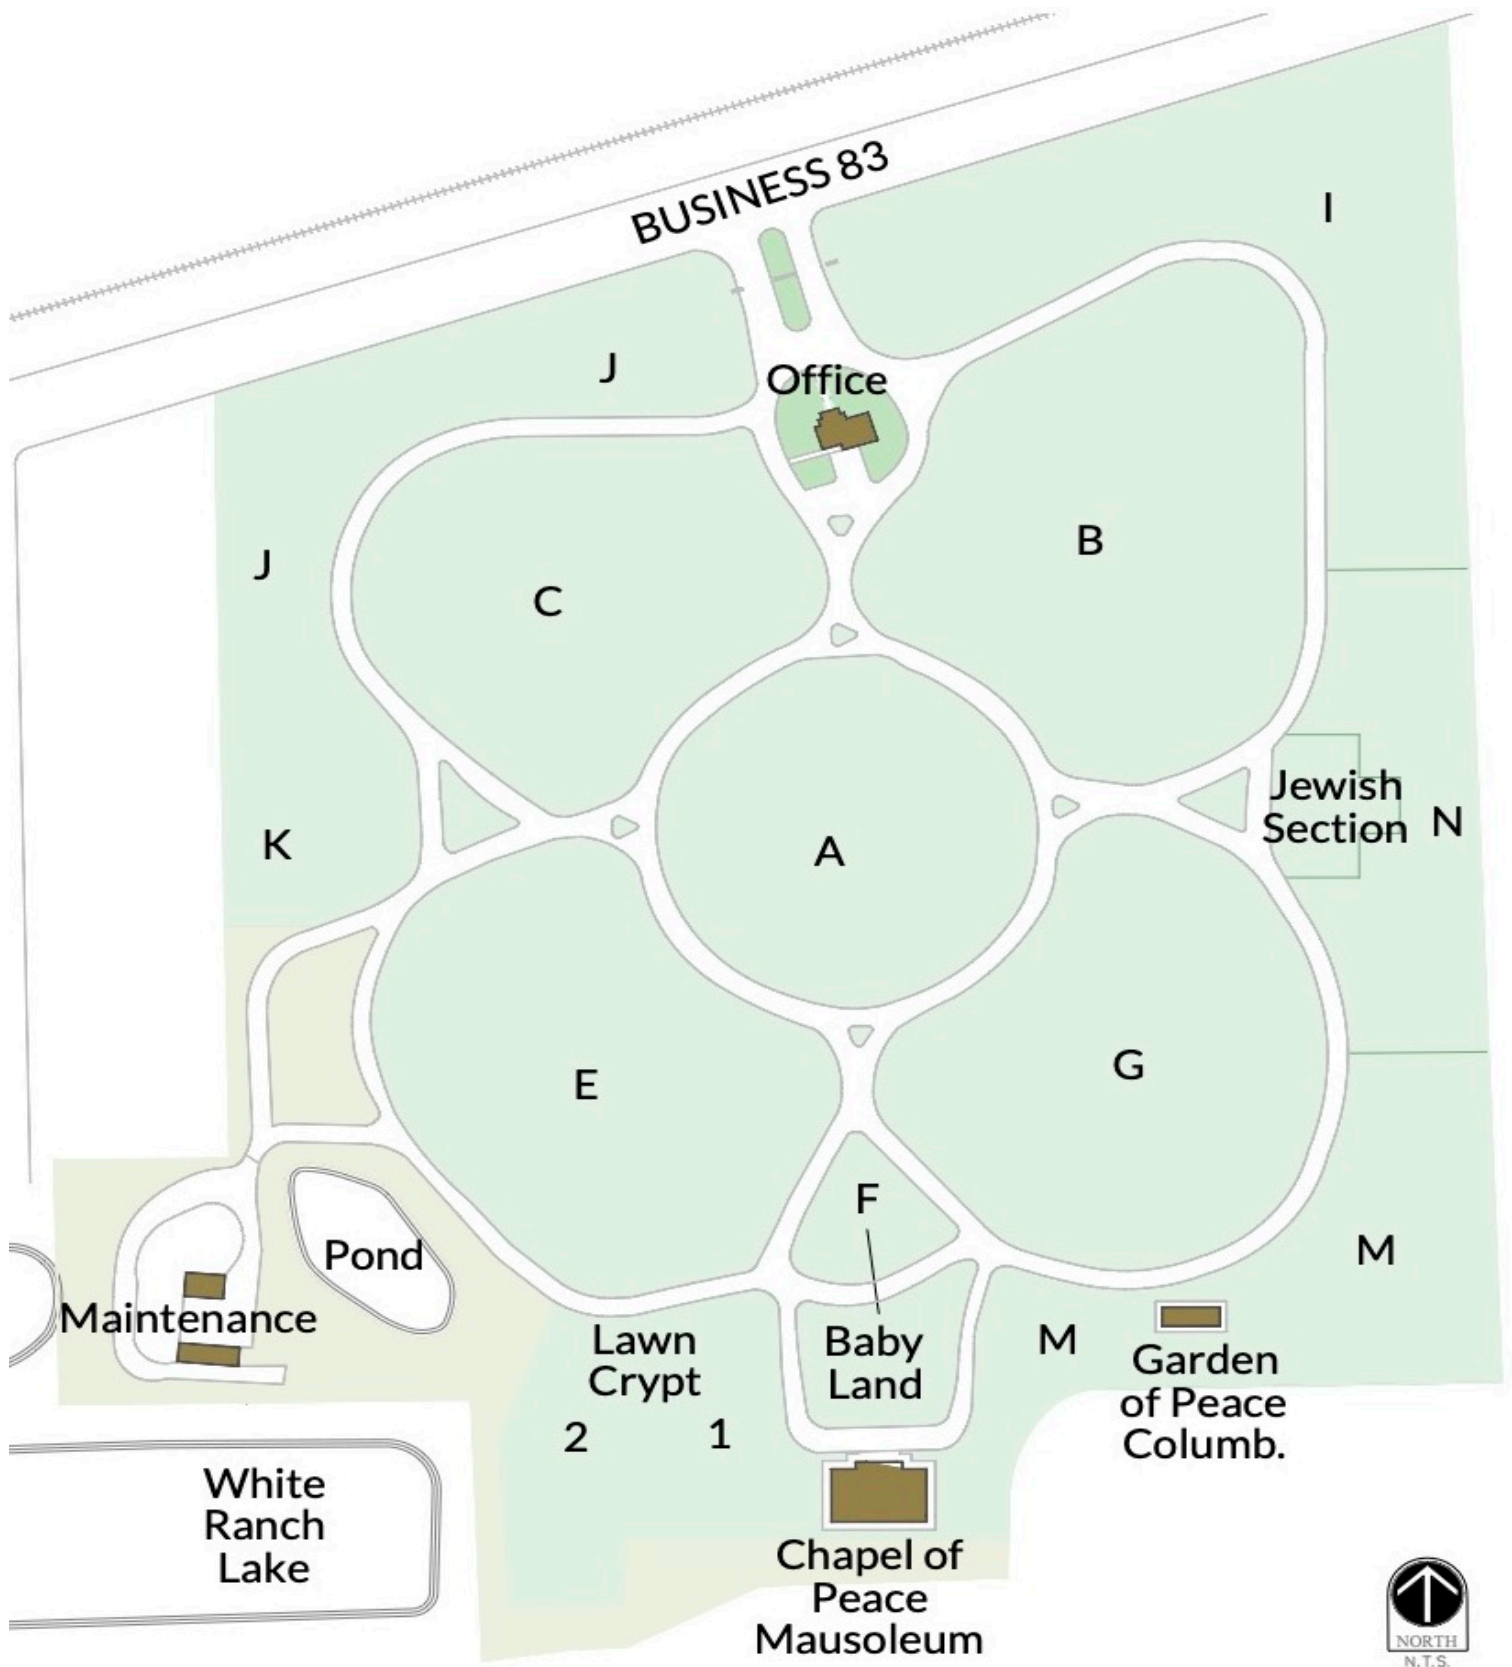 BUSINESS 83
I
J
Office
B
J
C
Jewish
Section
N
K
A
E
G
F
M
Pond
Maintenance
Lawn
Crypt
2
1
Baby
Land
M
Garden
of Peace
Columb.
White
Ranch
Lake
Chapel of
Peace
Mausoleum
NORTH
N.T.S.